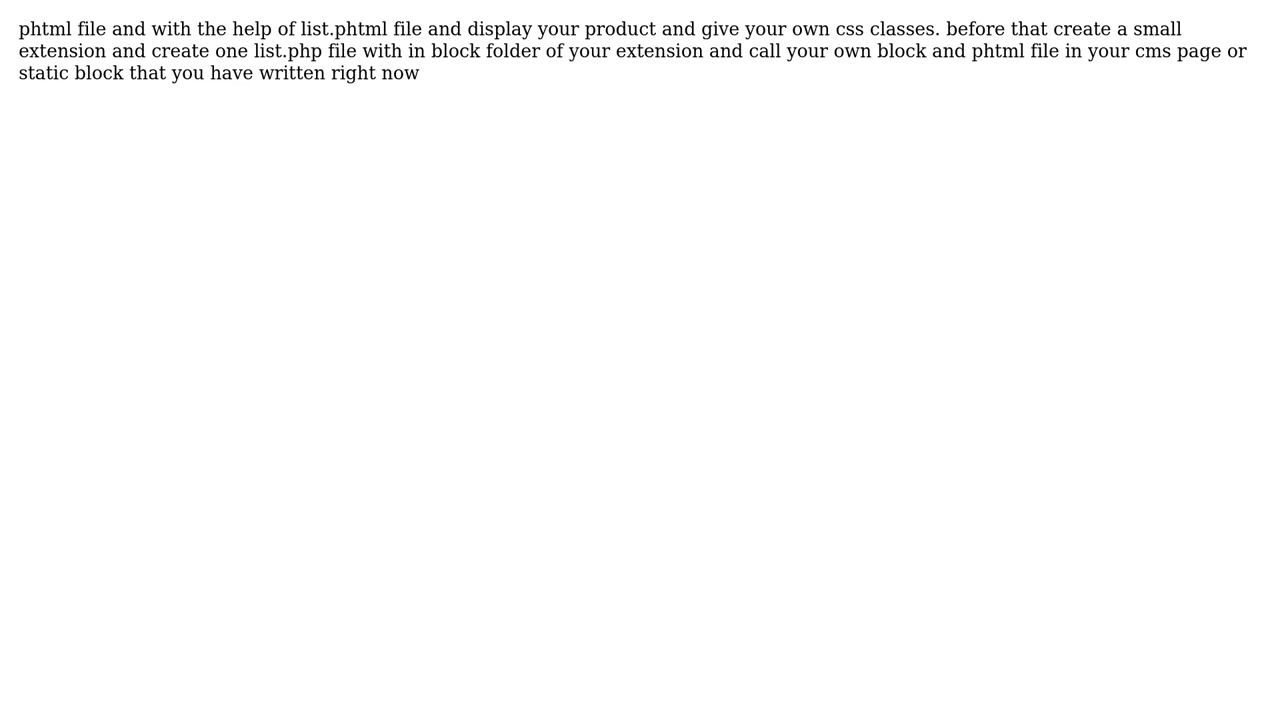 phtml file and with the help of list.phtml file and display your product and give your own css classes. before that create a small
extension and create one list.php file with in block folder of your extension and call your own block and phtml file in your cms page or
static block that you have written right now